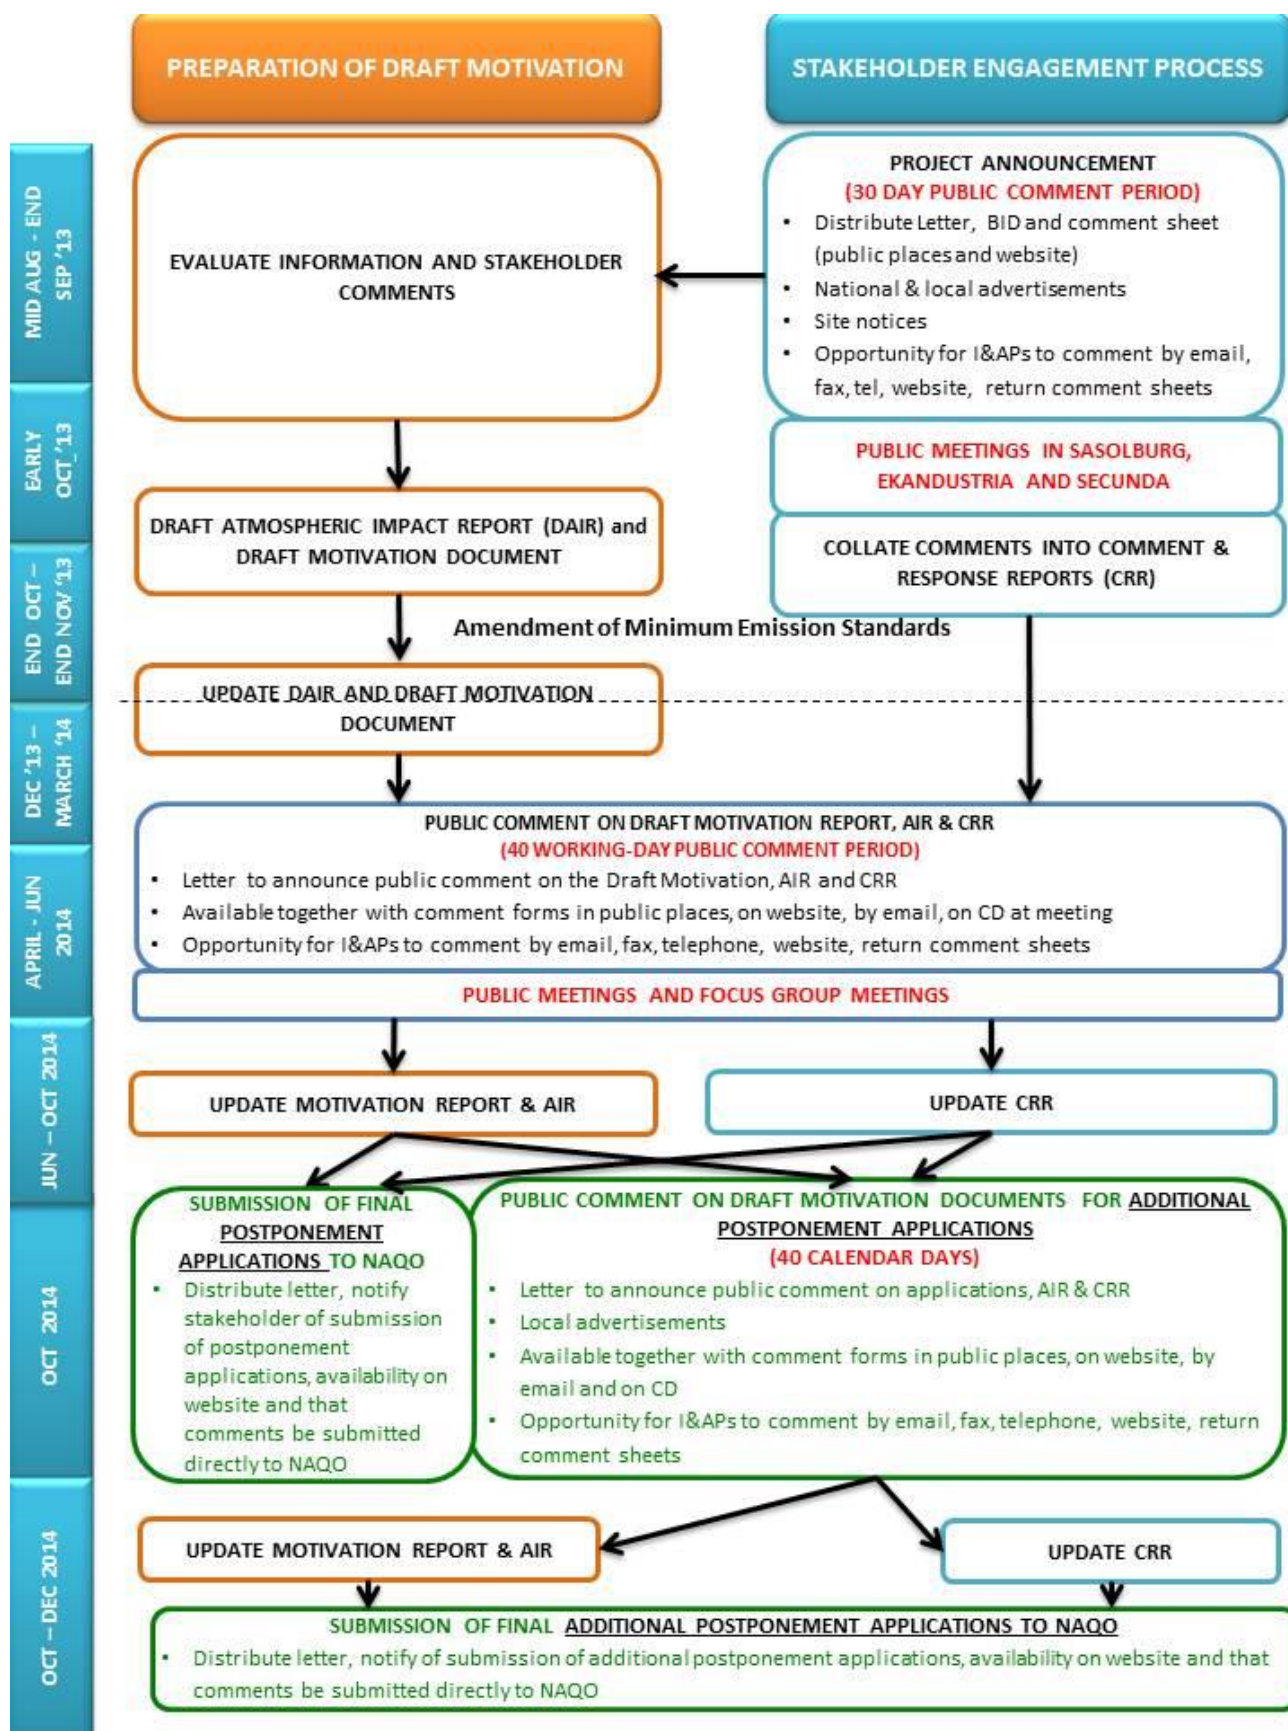 PREPARATION OF DRAFT MOTIVATION
STAKEHOLDER ENGAGEMENT PROCESS
MID AUG - END
SEP '13
EVALUATE INFORMATION AND STAKEHOLDER
COMMENTS
PROJECT ANNOUNCEMENT
(30 DAY PUBLIC COMMENT PERIOD)
• Distribute Letter, BID and comment sheet
(public places and website)
• National & local advertisements
• Site notices
• Opportunity for I&APs to comment by email,
fax, tel, website, return comment sheets
EARLY
OCT '13
PUBLIC MEETINGS IN SASOLBURG,
EKANDUSTRIA AND SECUNDA
DRAFT ATMOSPHERIC IMPACT REPORT (DAIR) and
DRAFT MOTIVATION DOCUMENT
COLLATE COMMENTS INTO COMMENT &
RESPONSE REPORTS (CRR)
END OCT –
END NOV '13
Amendment of Minimum Emission Standards
UPDATE DAIR AND DRAFT MOTIVATION
DOCUMENT
DEC '13 –
MARCH '14
PUBLIC COMMENT ON DRAFT MOTIVATION REPORT, AIR & CRR
(40 WORKING-DAY PUBLIC COMMENT PERIOD)
• Letter to announce public comment on the Draft Motivation, AIR and CRR
• Available together with comment forms in public places, on website, by email, on CD at meeting
• Opportunity for I&APs to comment by email, fax, telephone, website, return comment sheets
APRIL - JUN
2014
PUBLIC MEETINGS AND FOCUS GROUP MEETINGS
JUN – OCT 2014
UPDATE MOTIVATION REPORT & AIR
UPDATE CRR
OCT 2014
SUBMISSION OF FINAL
POSTPONEMENT
APPLICATIONS TO NAQO
• Distribute letter, notify
stakeholder of submission
of postponement
applications, availability on
website and that
comments be submitted
directly to NAQO
PUBLIC COMMENT ON DRAFT MOTIVATION DOCUMENTS FOR ADDITIONAL
POSTPONEMENT APPLICATIONS
(40 CALENDAR DAYS)
• Letter to announce public comment on applications, AIR & CRR
• Local advertisements
• Available together with comment forms in public places, on website, by
email and on CD
• Opportunity for I&APs to comment by email, fax, telephone, website, return
comment sheets
OCT – DEC 2014
UPDATE MOTIVATION REPORT & AIR
UPDATE CRR
SUBMISSION OF FINAL ADDITIONAL POSTPONEMENT APPLICATIONS TO NAQO
• Distribute letter, notify of submission of additional postponement applications, availability on website and that
comments be submitted directly to NAQO